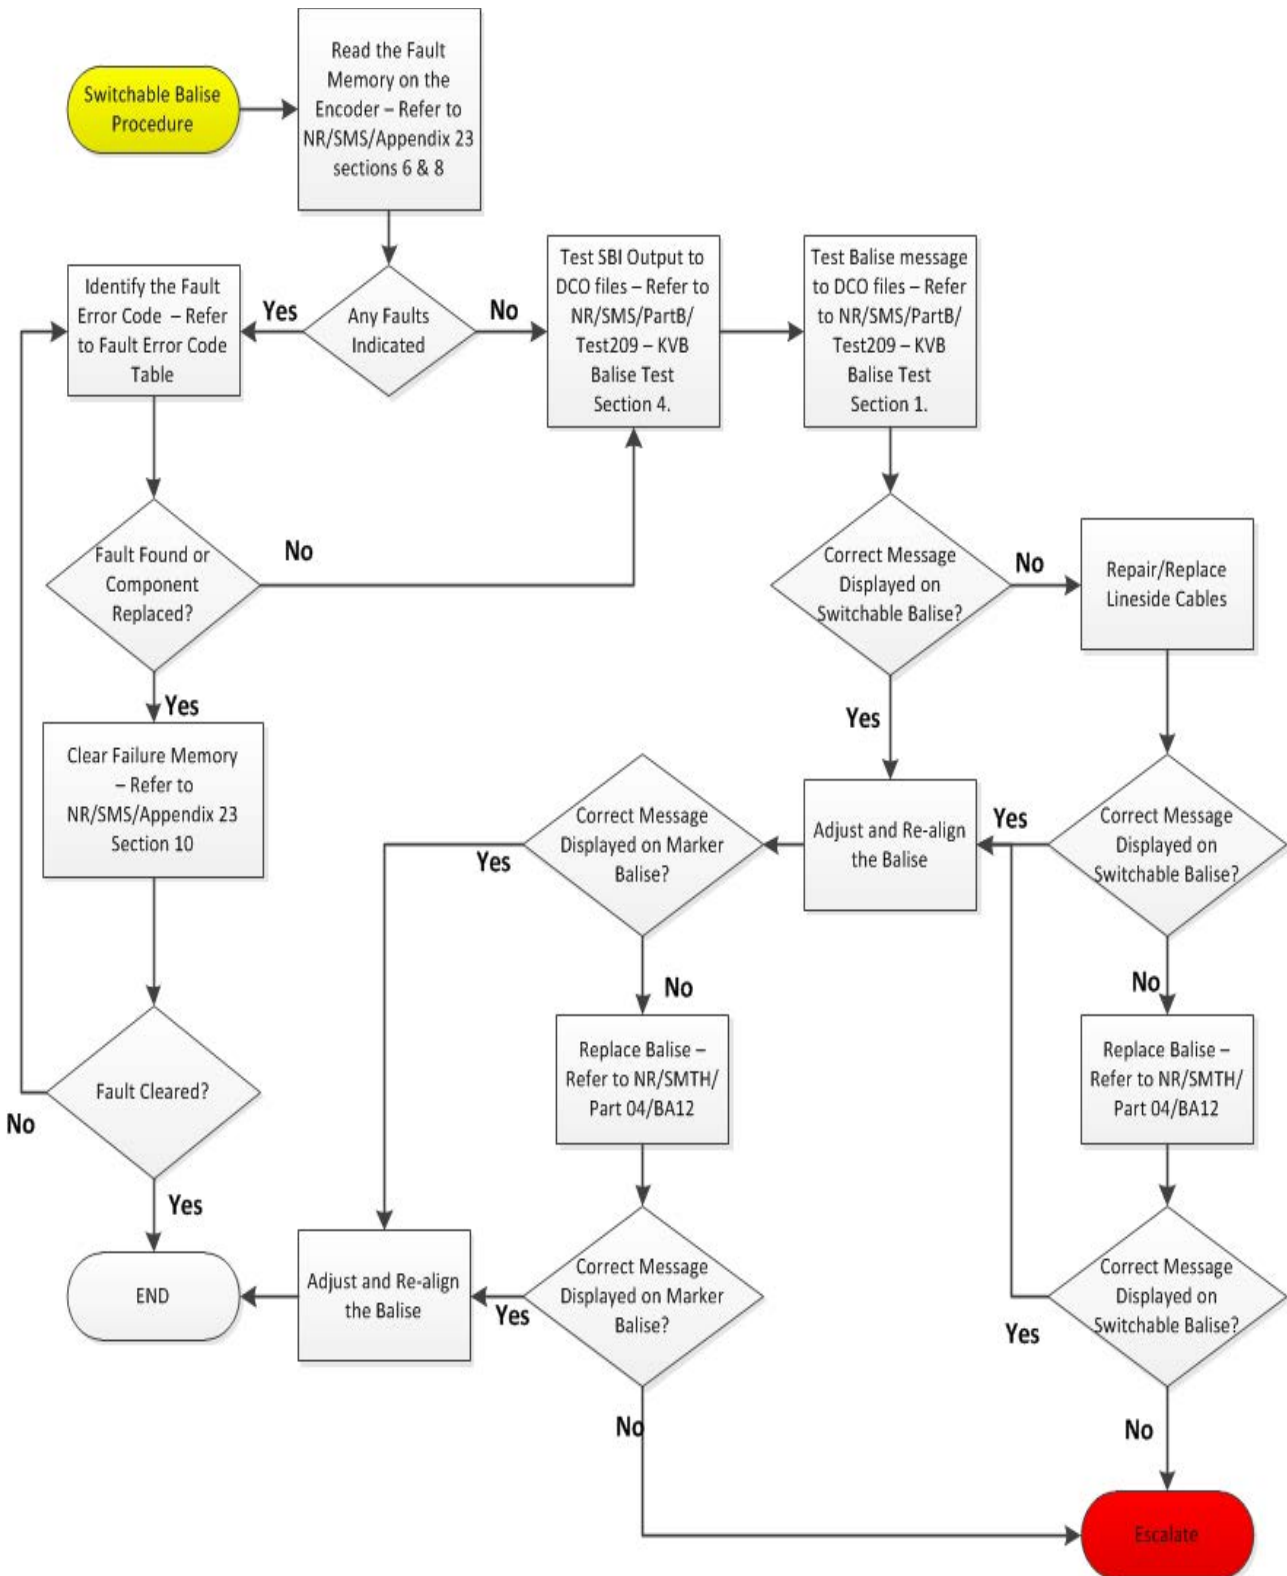 Switchable Balise
Procedure
Read the Fault
Memory on the
Encoder – Refer to
NR/SMS/Appendix 23
sections 6 & 8
Any Faults
Indicated
Yes
No
Identify the Fault
Error Code – Refer
to Fault Error Code
Table
Test SBI Output to
DCO files – Refer to
NR/SMS/PartB/
Test209 – KVB
Balise Test
Section 4.
Test Balise message
to DCO files – Refer
to NR/SMS/PartB/
Test209 – KVB
Balise Test
Section 1.
Fault Found or
Component
Replaced?
No
Yes
Correct Message
Displayed on
Switchable Balise?
No
Yes
Repair/Replace
Lineside Cables
Clear Failure Memory
– Refer to
NR/SMS/Appendix 23
Section 10
Correct Message
Displayed on Marker
Balise?
Yes
No
Adjust and Re-align
the Balise
Yes
Correct Message
Displayed on
Switchable Balise?
No
Fault Cleared?
No
Yes
Replace Balise –
Refer to NR/SMTH/
Part 04/BA12
Replace Balise –
Refer to NR/SMTH/
Part 04/BA12
END
Adjust and Re-align
the Balise
Yes
Correct Message
Displayed on Marker
Balise?
No
Yes
Correct Message
Displayed on
Switchable Balise?
No
Escalate